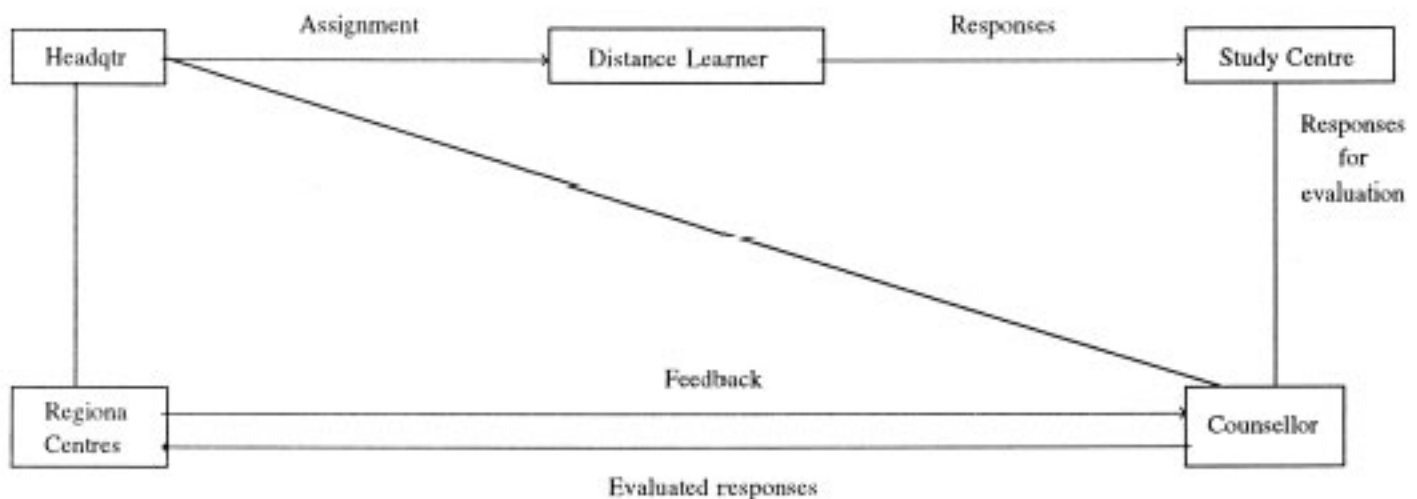 Assignment
Responses
Headqtr
Distance Learner
Study Centre
Responses
for
evaluation
Feedback
Regiona
Centres
Counsellor
Evaluated responses